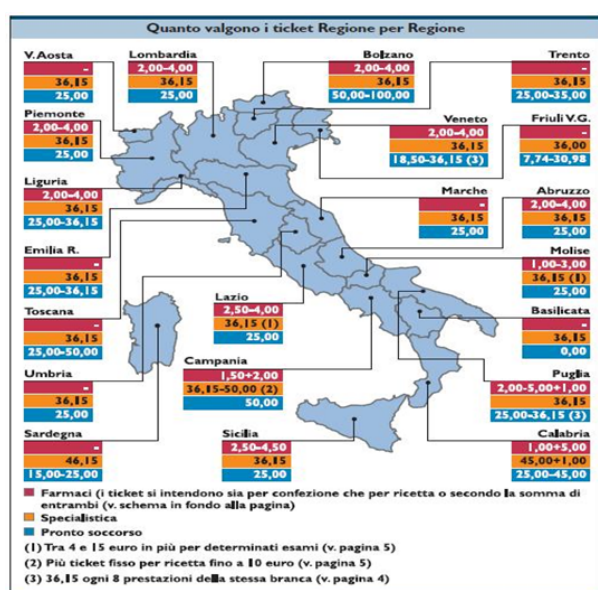 Quanto valgono i ticket Regione per Regione
V.Aosta
-
36,15
25,00
Lombardia
2,00-4,00
36,15
25,00
Bolzano
2,00-4,00
36,15
50,00-100,00
Trento
-
36,15
25,00-35,00
Piemonte
2,00-4,00
36,15
25,00
Veneto
2,00-4,00
36,15
18,50-36,15 (3)
Friuli V.G.
-
36,00
7,74-30,98
Liguria
2,00-4,00
36,15
25,00-36,15
Marche
-
36,15
25,00
Abruzzo
2,00-4,00
36,15
25,00
Emilia R.
-
36,15
25,00-36,15
Molise
1,00-3,00
36,15 (1)
25,00
Toscana
-
36,15
25,00-50,00
Lazio
2,50-4,00
36,15 (1)
25,00
Basilicata
-
36,15
0,00
Umbria
-
36,15
25,00
Campania
1,50+2,00
36,15-50,00 (2)
50,00
Puglia
2,00-5,00+1,00
36,15
25,00-36,15 (3)
Sardegna
-
46,15
15,00-25,00
Sicilia
2,50-4,50
36,15
25,00
Calabria
1,00+5,00
45,00+1,00
25,00-45,00
Farmaci (i ticket si intendono sia per confezione che per ricetta o secondo la somma di
entrambi (v. schema in fondo alla pagina)
Specialistica
Pronto soccorso
(1) Tra 4 e 15 euro in più per determinati esami (v. pagina 5)
(2) Più ticket fisso per ricetta fino a 10 euro (v. pagina 5)
(3) 36,15 ogni 8 prestazioni della stessa branca (v. pagina 4)